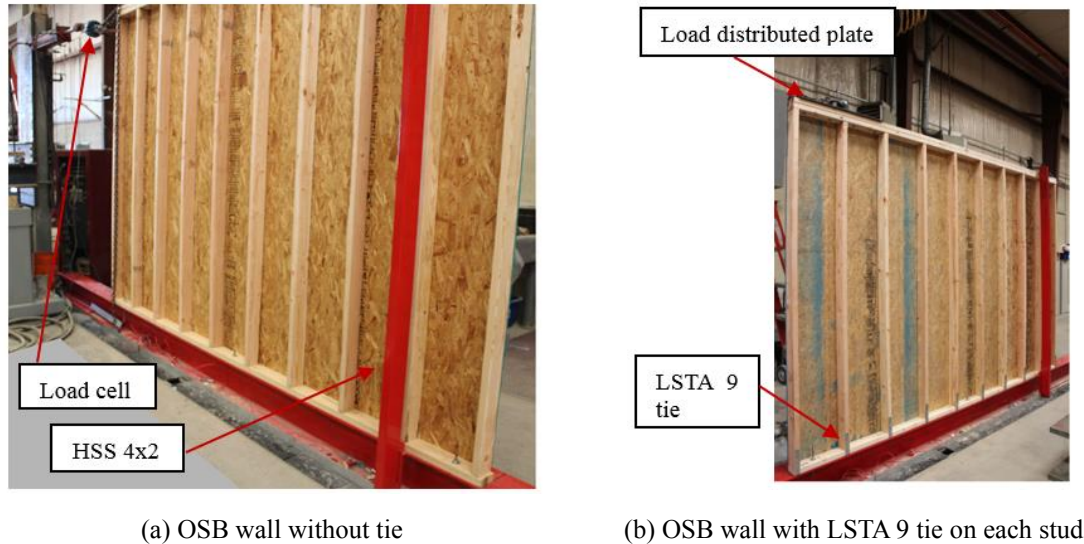 Load distributed plate
Load cell
HSS 4x2
LSTA 9
tie
(a) OSB wall without tie
(b) OSB wall with LSTA 9 tie on each stud